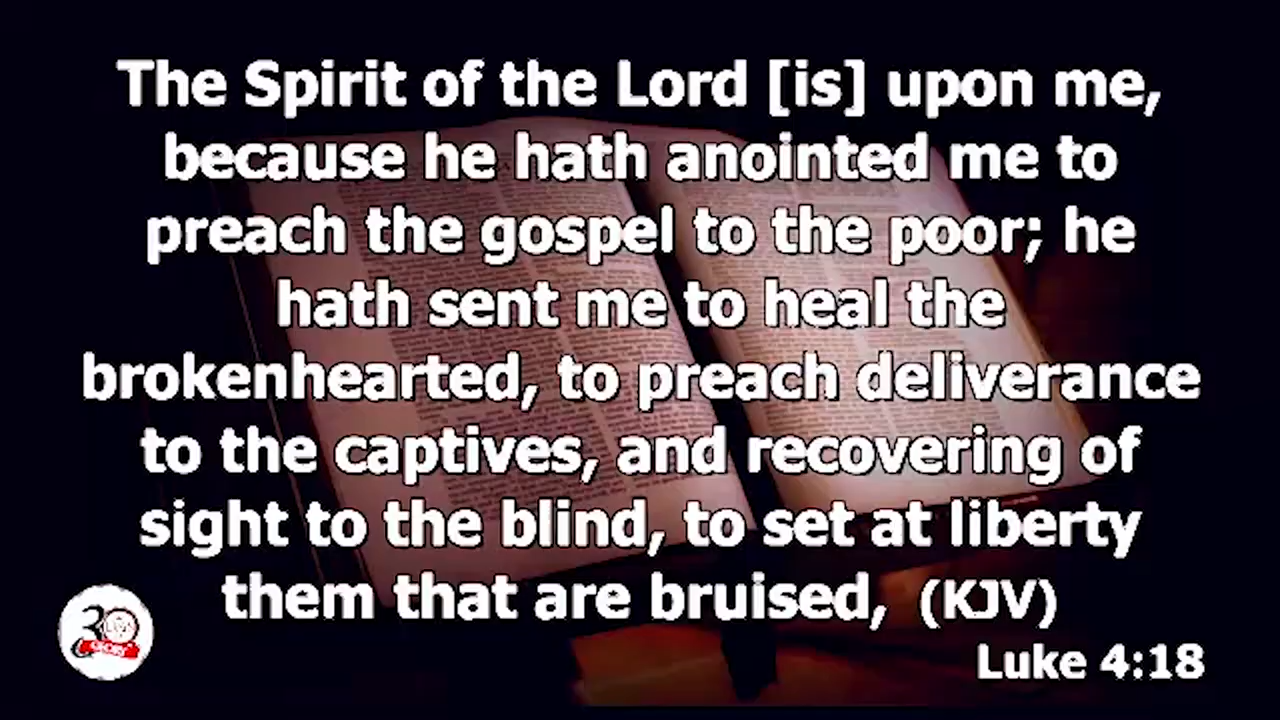 The Spirit of the Lord [is] upon me,
because he hath anointed me to
preach the gospel to the poor; he
hath sent me to heal the
brokenhearted, to preach deliverance
to the captives, and recovering of
sight to the blind, to set at liberty
them that are bruised, (KJV)
Luke 4:18
30